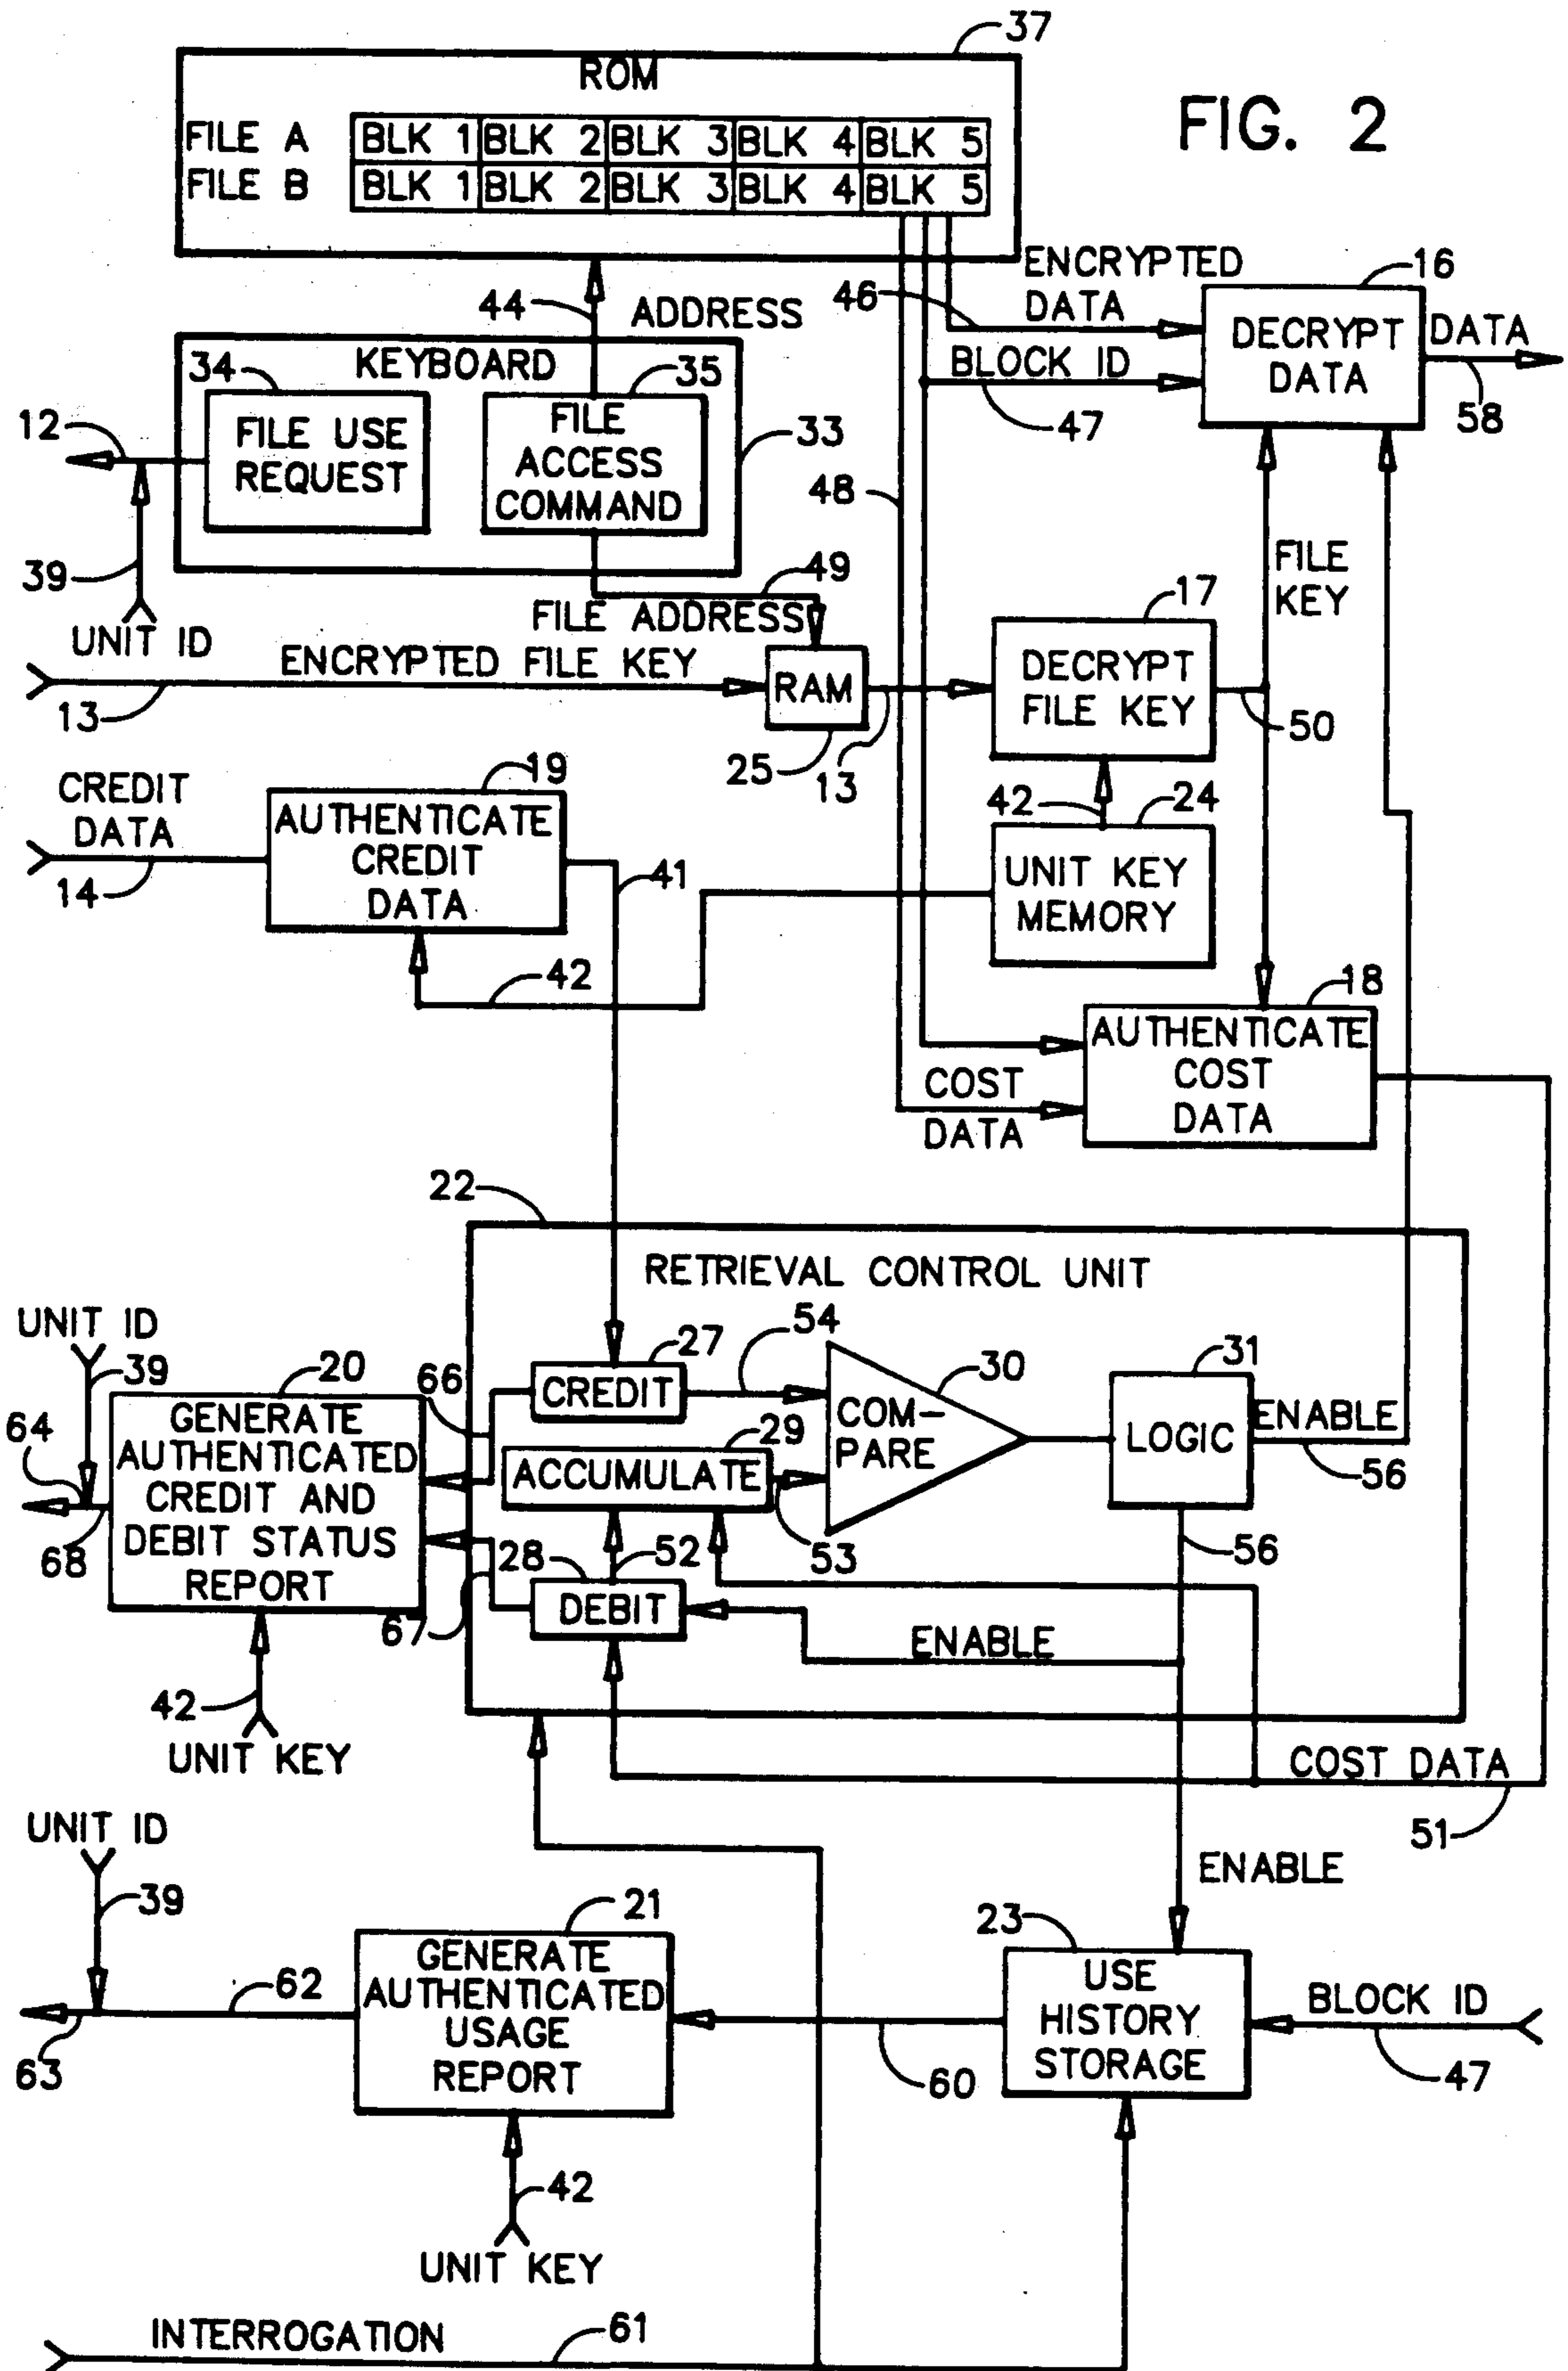 37
ROM
FIG. 2
FILE A BLK 1 BLK 2 BLK 3 BLK 4 BLK 5
FILE B BLK 1 BLK 2 BLK 3 BLK 4 BLK 5
ENCRYPTED
DATA
46
16
44
ADDRESS
DECRYPT
DATA
DATA
58
BLOCK ID
47
34
KEYBOARD
35
12
FILE USE
REQUEST
FILE
ACCESS
COMMAND
33
48
39
UNIT ID
49
FILE ADDRESS
FILE
KEY
17
ENCRYPTED FILE KEY
13
RAM
25
13
DECRYPT
FILE KEY
50
CREDIT
DATA
14
19
AUTHENTICATE
CREDIT
DATA
41
42
24
UNIT KEY
MEMORY
42
18
AUTHENTICATE
COST
DATA
COST
DATA
22
RETRIEVAL CONTROL UNIT
UNIT ID
39
20
66
27
CREDIT
54
30
COM-
PARE
31
LOGIC
ENABLE
56
64
GENERATE
AUTHENTICATED
CREDIT AND
DEBIT STATUS
REPORT
68
29
ACCUMULATE
53
56
28
52
DEBIT
67
ENABLE
42
UNIT KEY
COST DATA
51
UNIT ID
39
ENABLE
21
GENERATE
AUTHENTICATED
USAGE
REPORT
62
63
23
USE
HISTORY
STORAGE
60
BLOCK ID
47
42
UNIT KEY
INTERROGATION
61